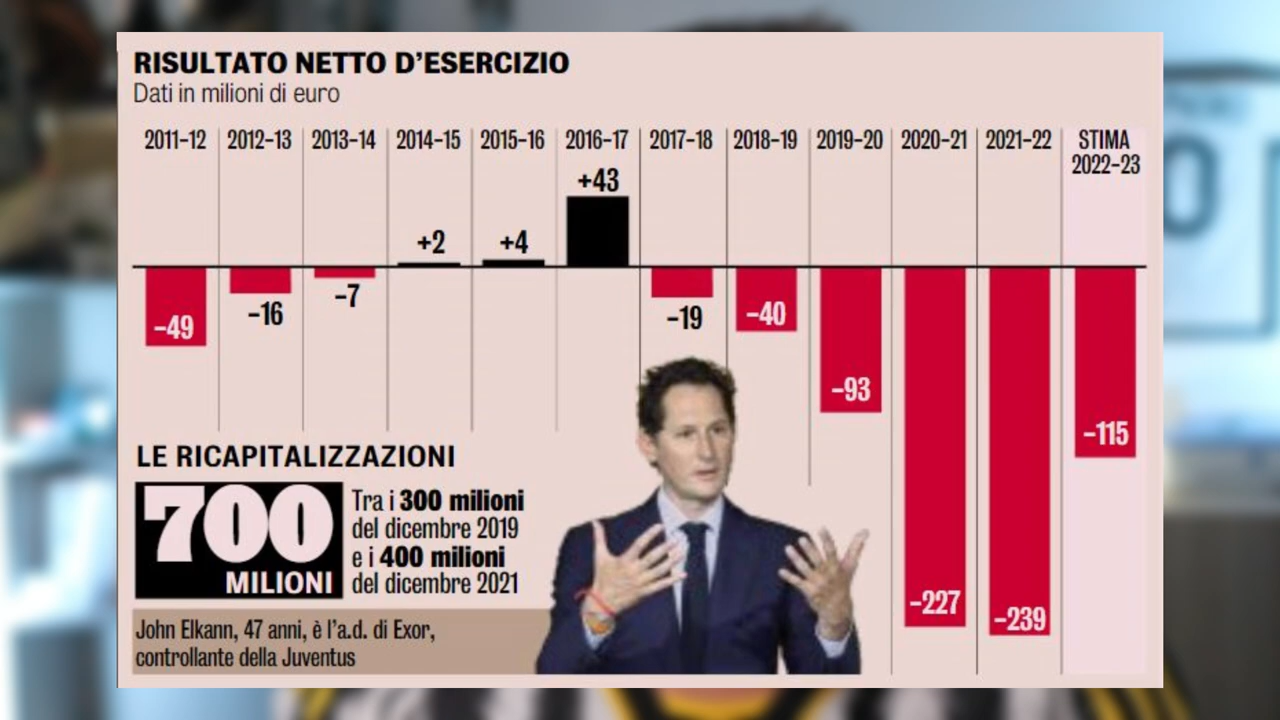 RISULTATO NETTO D'ESERCIZIO
Dati in milioni di euro
2011–12 2012–13 2013–14 2014–15 2015–16 2016–17 2017–18 2018–19 2019–20 2020–21 2021–22 STIMA
2022–23
+43
+2 +4
–49 –16 –7 –19 –40
–93
–115
–227 –239
LE RICAPITALIZZAZIONI
700
MILIONI
Tra i 300 milioni
del dicembre 2019
e i 400 milioni
del dicembre 2021
John Elkann, 47 anni, è l'a.d. di Exor,
controllante della Juventus